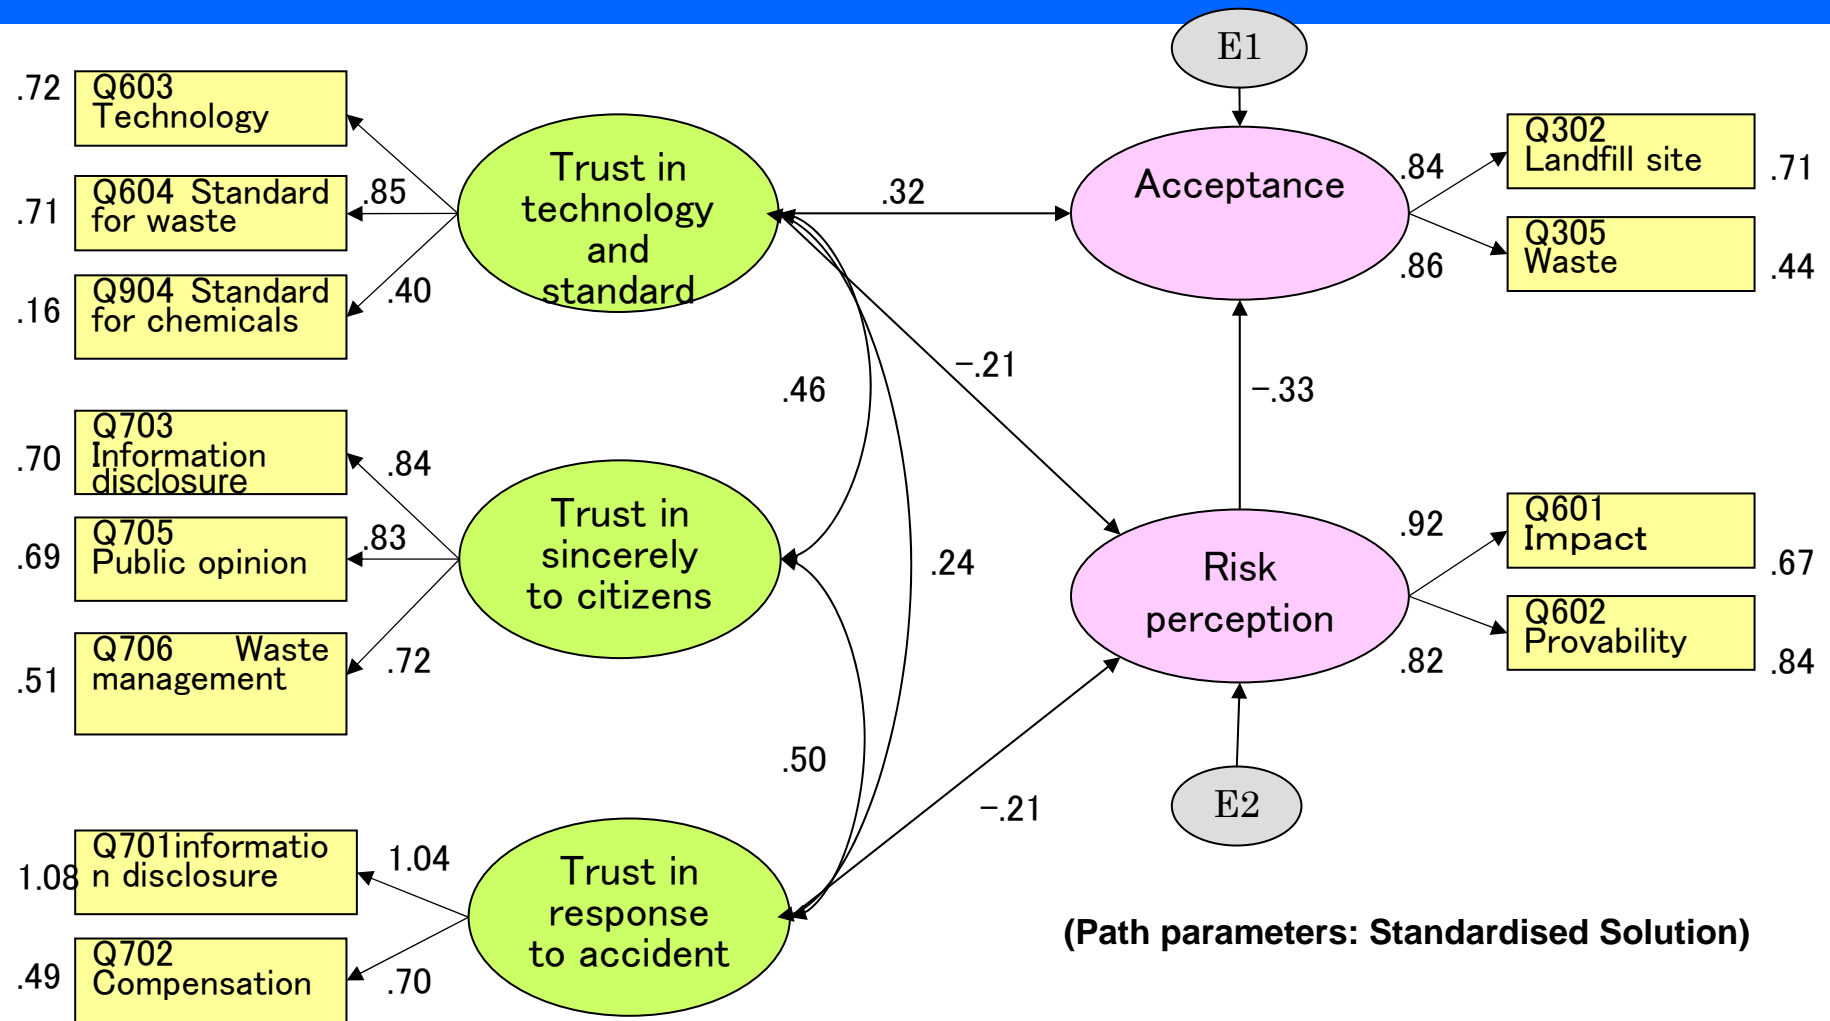 E1
.72
Q603
Technology
.71
Q604 Standard
for waste
.85
.16
Q904 Standard
for chemicals
.40
Trust in
technology
and
standard
.32
Acceptance
.84
Q302
Landfill site
.71
.86
Q305
Waste
.44
.46
-.21
-.33
.70
Q703
Information
disclosure
.84
.69
Q705
Public opinion
.83
.51
Q706 Waste
management
.72
Trust in
sincerely
to citizens
.24
Risk
perception
.92
Q601
Impact
.67
.82
Q602
Provability
.84
.50
-.21
E2
1.08
Q701informatio
n disclosure
1.04
.49
Q702
Compensation
.70
Trust in
response
to accident
(Path parameters: Standardised Solution)